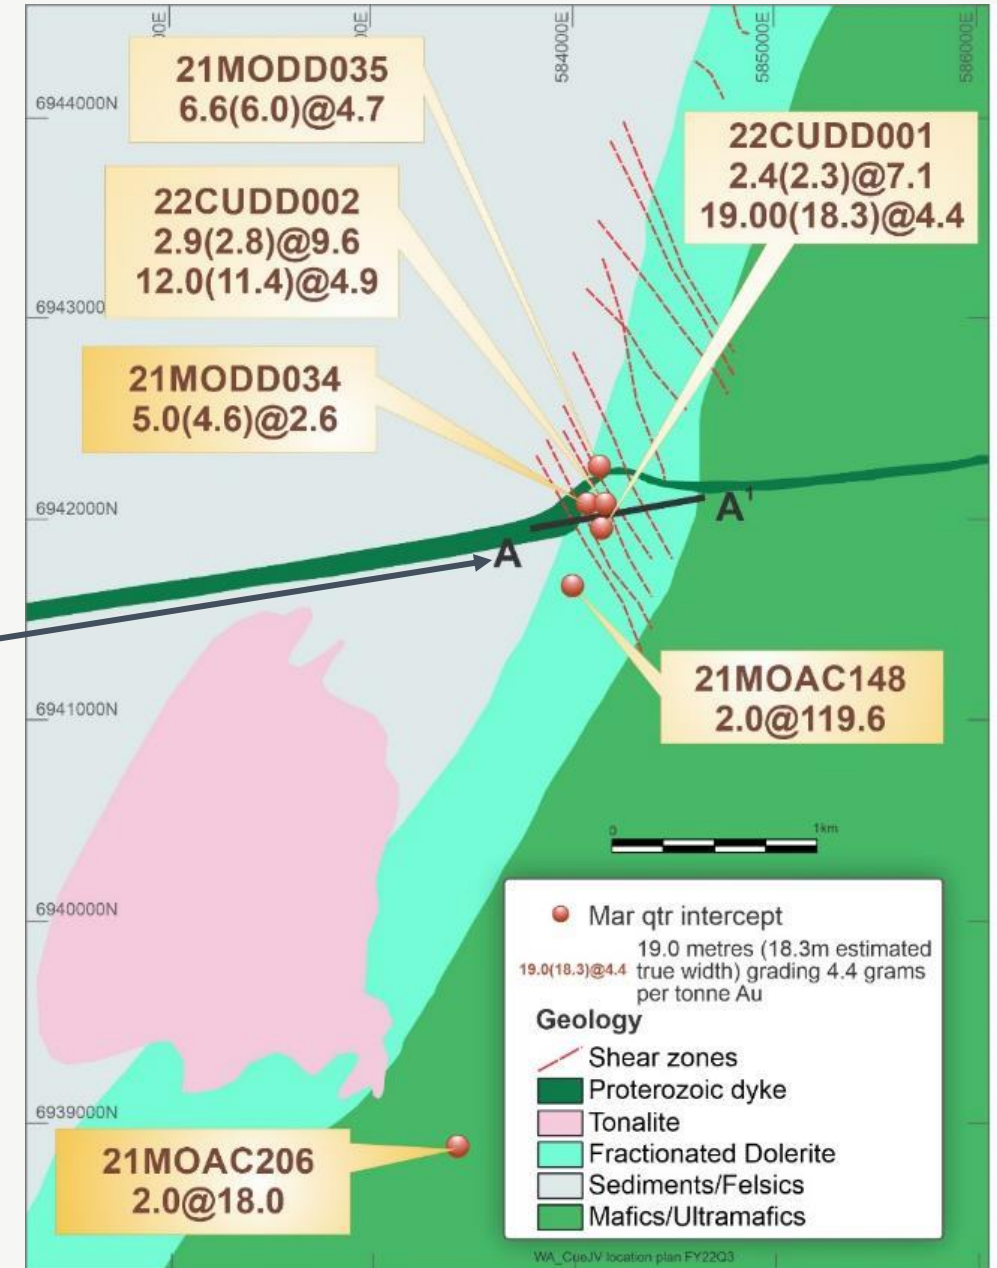 584000E
585000E
586000E
6944000N
21MODD035
6.6(6.0)@4.7
22CUDD001
2.4(2.3)@7.1
19.00(18.3)@4.4
22CUDD002
2.9(2.8)@9.6
12.0(11.4)@4.9
6943000
21MODD034
5.0(4.6)@2.6
6942000N
A
A¹
21MOAC148
2.0@119.6
6941000N
0
1km
6940000N
Mar qtr intercept
19.0(18.3)@4.4
19.0 metres (18.3m estimated
true width) grading 4.4 grams
per tonne Au
Geology
Shear zones
Proterozoic dyke
Tonalite
Fractionated Dolerite
Sediments/Felsics
Mafics/Ultramafics
6939000N
21MOAC206
2.0@18.0
WA_CueJV location plan FY22Q3